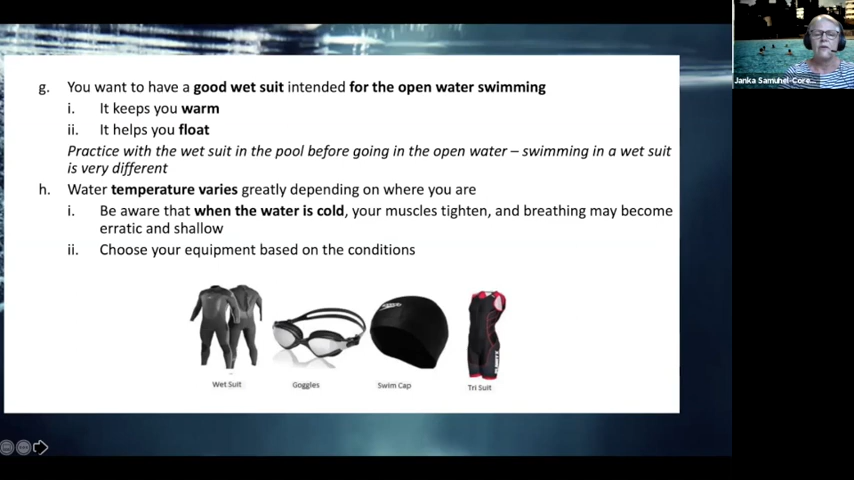 Janka Samuhel-Core...
g. You want to have a good wet suit intended for the open water swimming
i. It keeps you warm
ii. It helps you float
Practice with the wet suit in the pool before going in the open water – swimming in a wet suit
is very different
h. Water temperature varies greatly depending on where you are
i. Be aware that when the water is cold, your muscles tighten, and breathing may become
erratic and shallow
ii. Choose your equipment based on the conditions
speedo
Wet Suit
Goggles
Swim Cap
Tri Suit